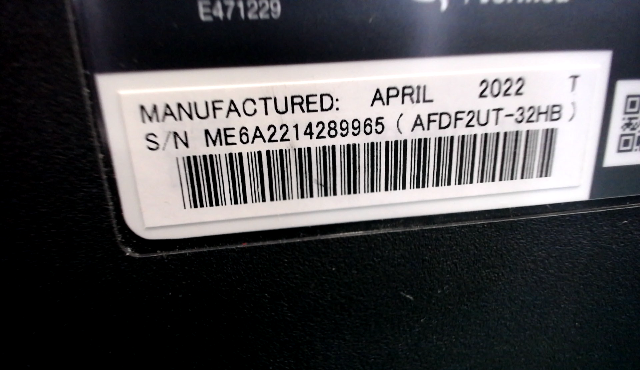 E471229
MANUFACTURED: APRIL 2022 T
S/N ME6A2214289965 ( AFDF2UT-32HB )